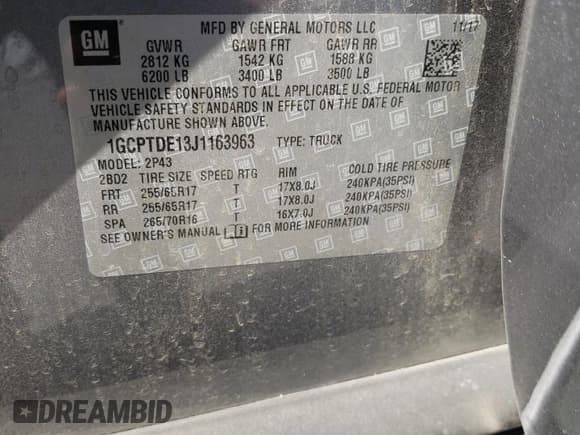 GM
MFD BY GENERAL MOTORS LLC 11/17
GVWR GAWR FRT GAWR RR
2812 KG 1542 KG 1588 KG
6200 LB 3400 LB 3500 LB
THIS VEHICLE CONFORMS TO ALL APPLICABLE U.S. FEDERAL MOTOR
VEHICLE SAFETY STANDARDS IN EFFECT ON THE DATE OF
MANUFACTURE SHOWN ABOVE.
1GCPTDE13J1163963 TYPE: TRUCK
MODEL: 2P43
2BD2 TIRE SIZE SPEED RTG RIM COLD TIRE PRESSURE
FRT 255/65R17 T 17X8.0J 240KPA(35PSI)
RR 255/65R17 T 17X8.0J 240KPA(35PSI)
SPA 265/70R16 T 16X7.0J 240KPA(35PSI)
SEE OWNER'S MANUAL FOR MORE INFORMATION
DREAMBID